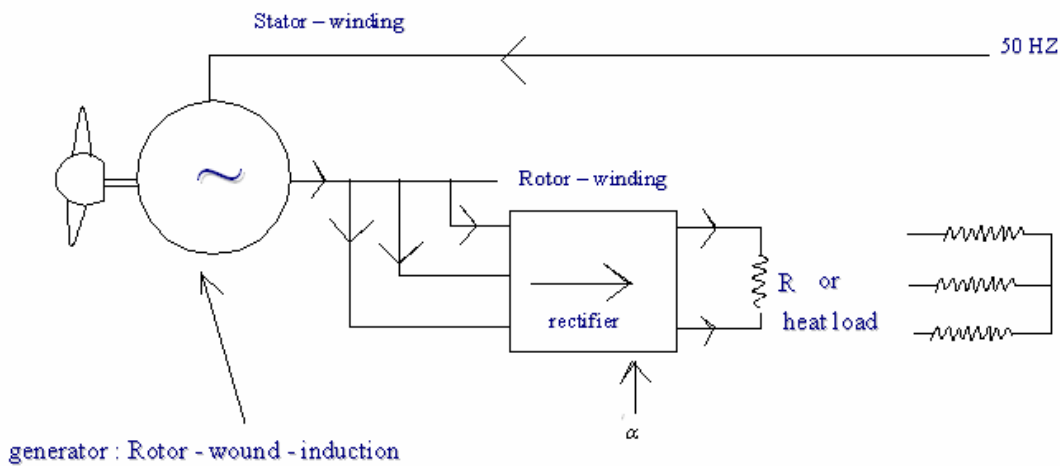 Stator – winding
50 HZ
~
Rotor – winding
rectifier
R or
heat load
α
generator : Rotor - wound - induction